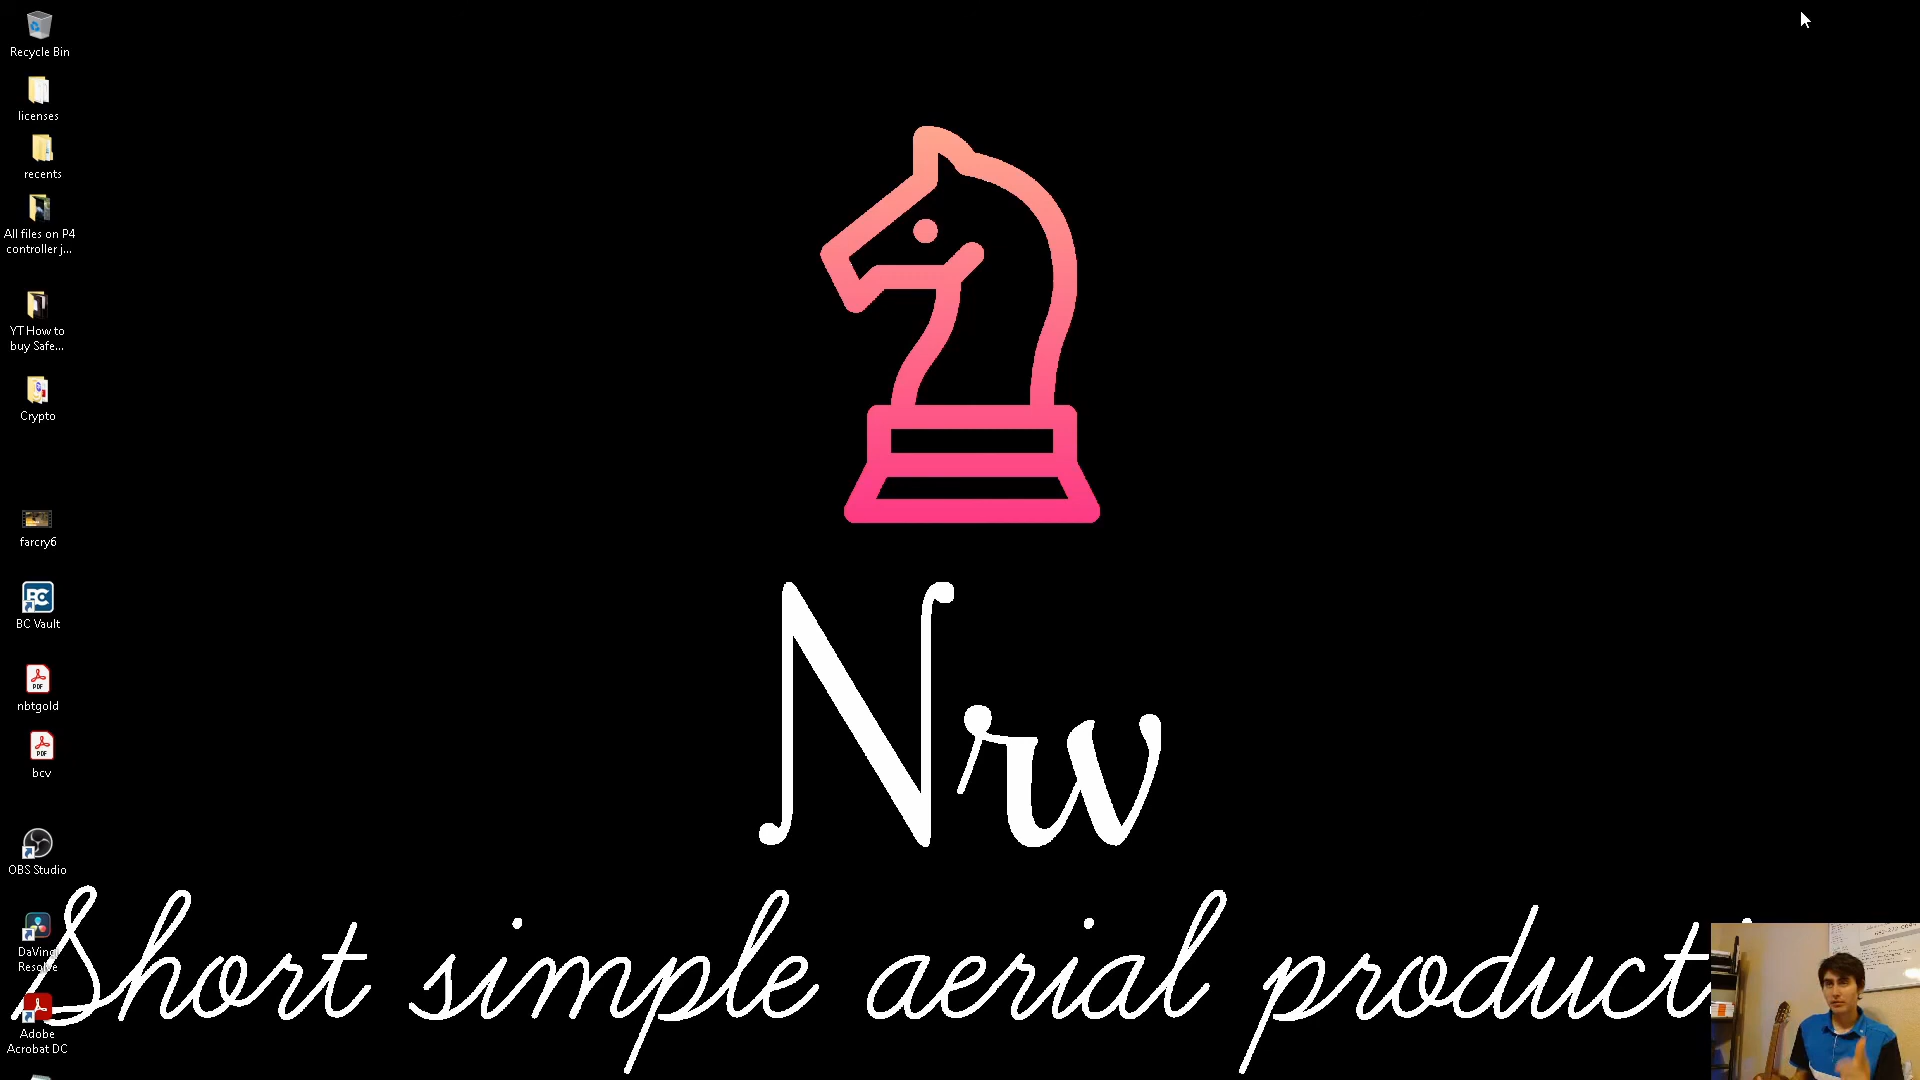 Recycle Bin
licenses
recents
All files on P4
controller j...
YT How to
buy Safe...
Crypto
farcry6
BC Vault
nbtgold
bcv
OBS Studio
DaVinci
Resolve
Adobe
Acrobat DC
Nrv
Short simple aerial product